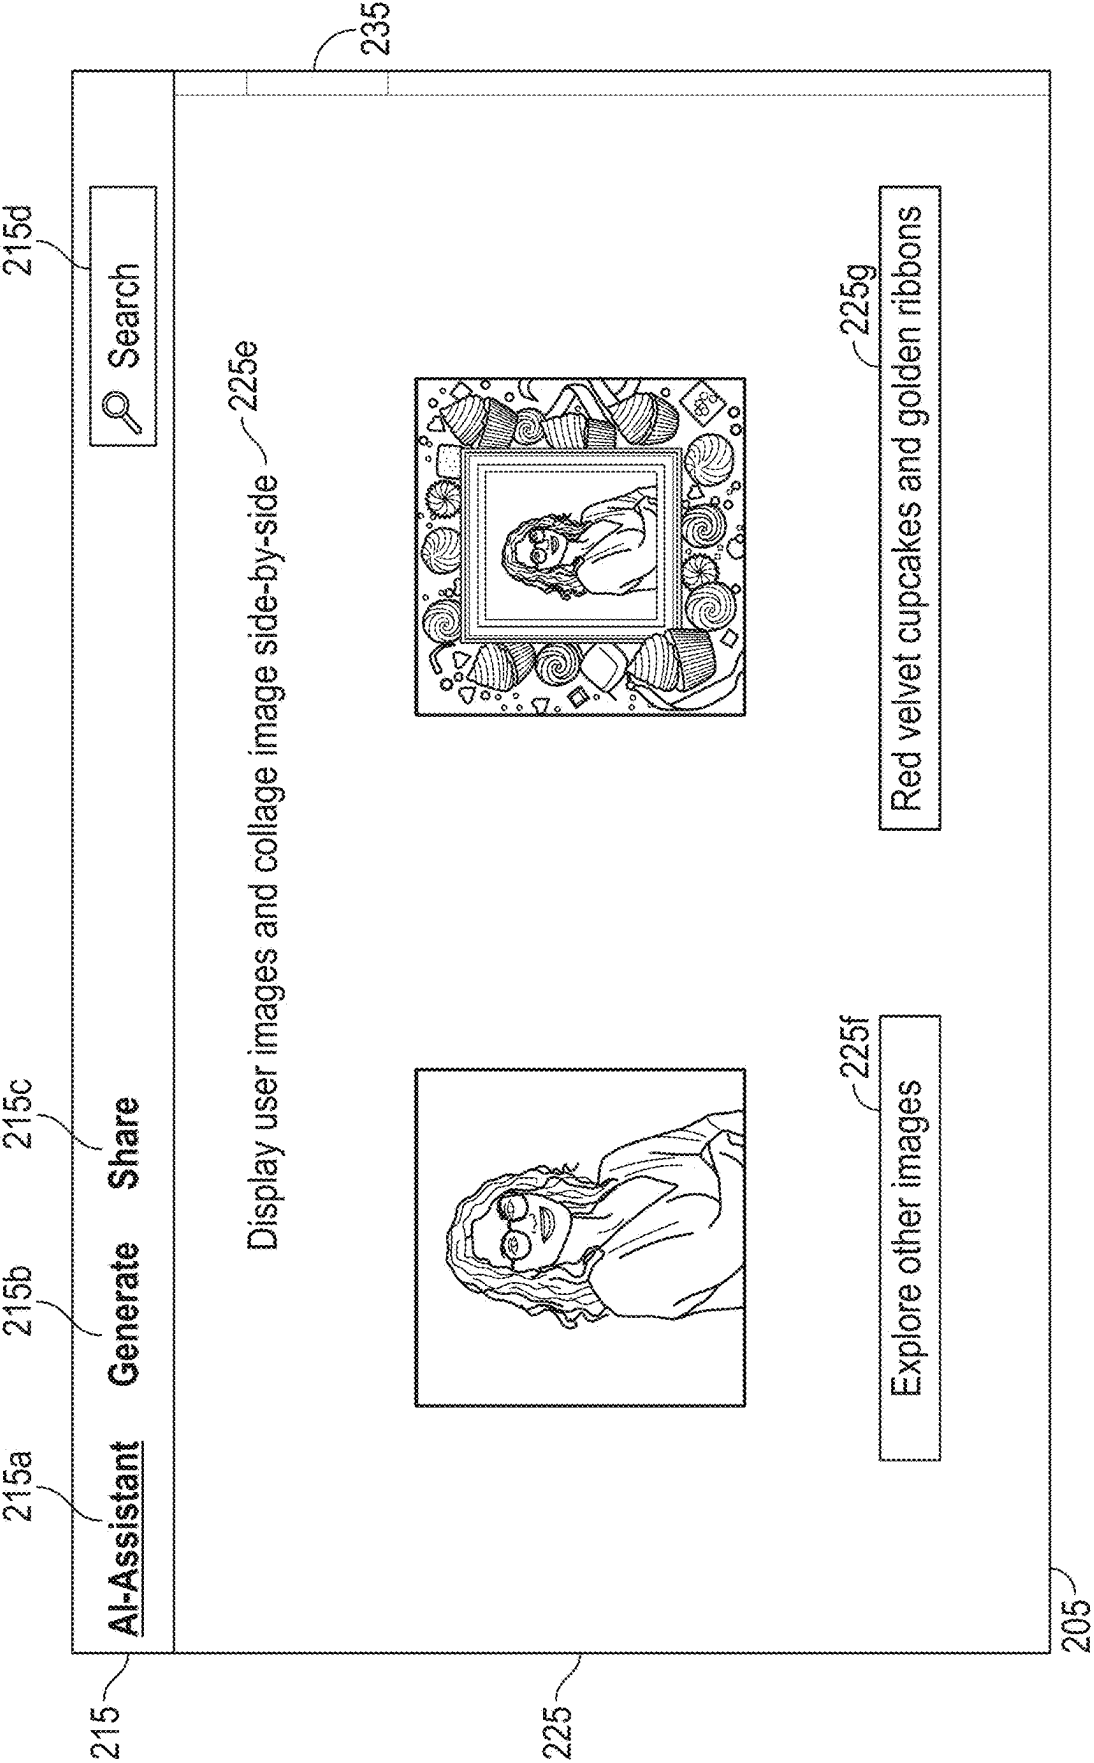 215
215a
215b
215c
215d
AI-Assistant Generate Share Search
235
Display user images and collage image side-by-side
225e
225
225f
225g
Explore other images
Red velvet cupcakes and golden ribbons
205